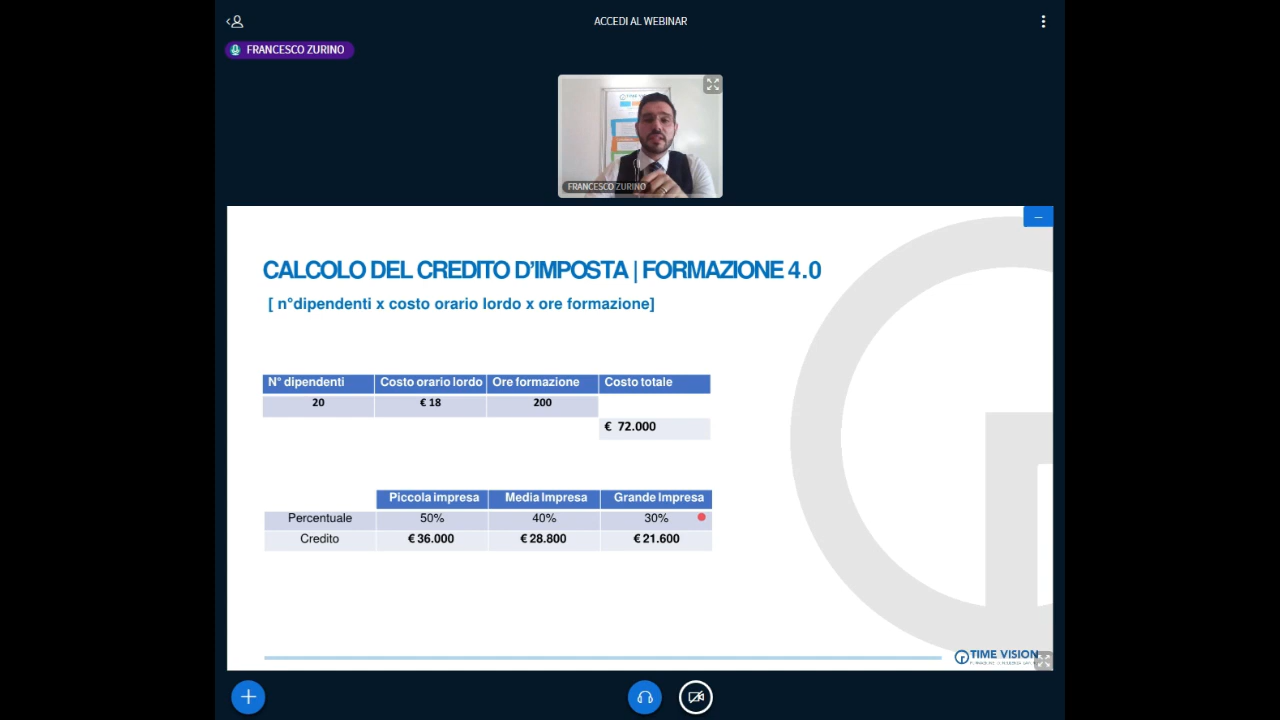 ACCEDI AL WEBINAR
FRANCESCO ZURINO
TIME VISION
FRANCESCO ZURINO
CALCOLO DEL CREDITO D'IMPOSTA | FORMAZIONE 4.0
[ n°dipendenti x costo orario lordo x ore formazione]
N° dipendenti Costo orario lordo Ore formazione Costo totale
20 € 18 200
€ 72.000
Piccola impresa Media Impresa Grande Impresa
Percentuale 50% 40% 30%
Credito € 36.000 € 28.800 € 21.600
TIME VISION